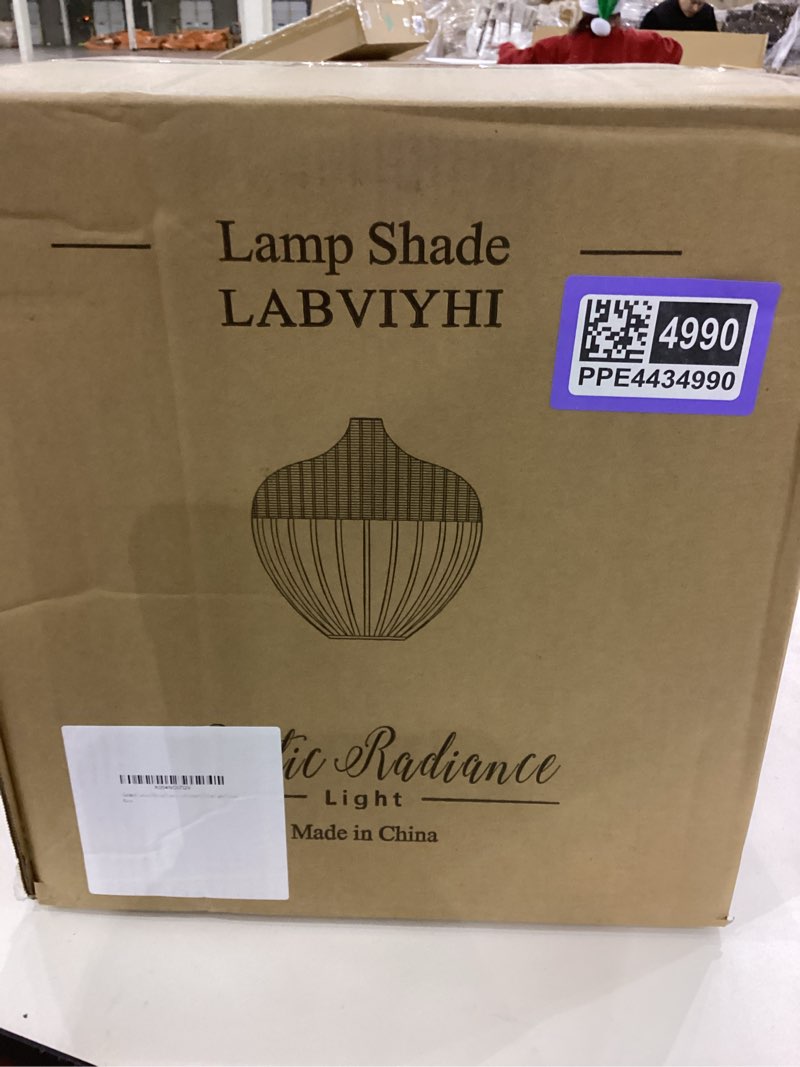 Lamp Shade
LABVIYHI
4990
PPE4434990
tic Radiance
Light
Made in China